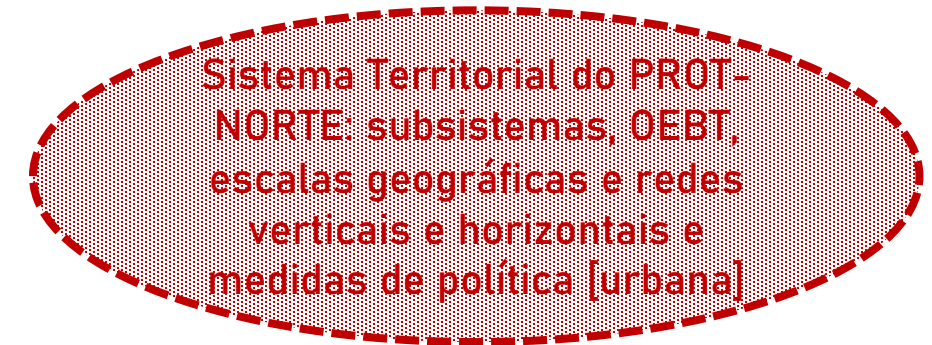 Sistema Territorial do PROT-
NORTE: subsistemas, OEBT,
escalas geográficas e redes
verticais e horizontais e
medidas de política [urbana]